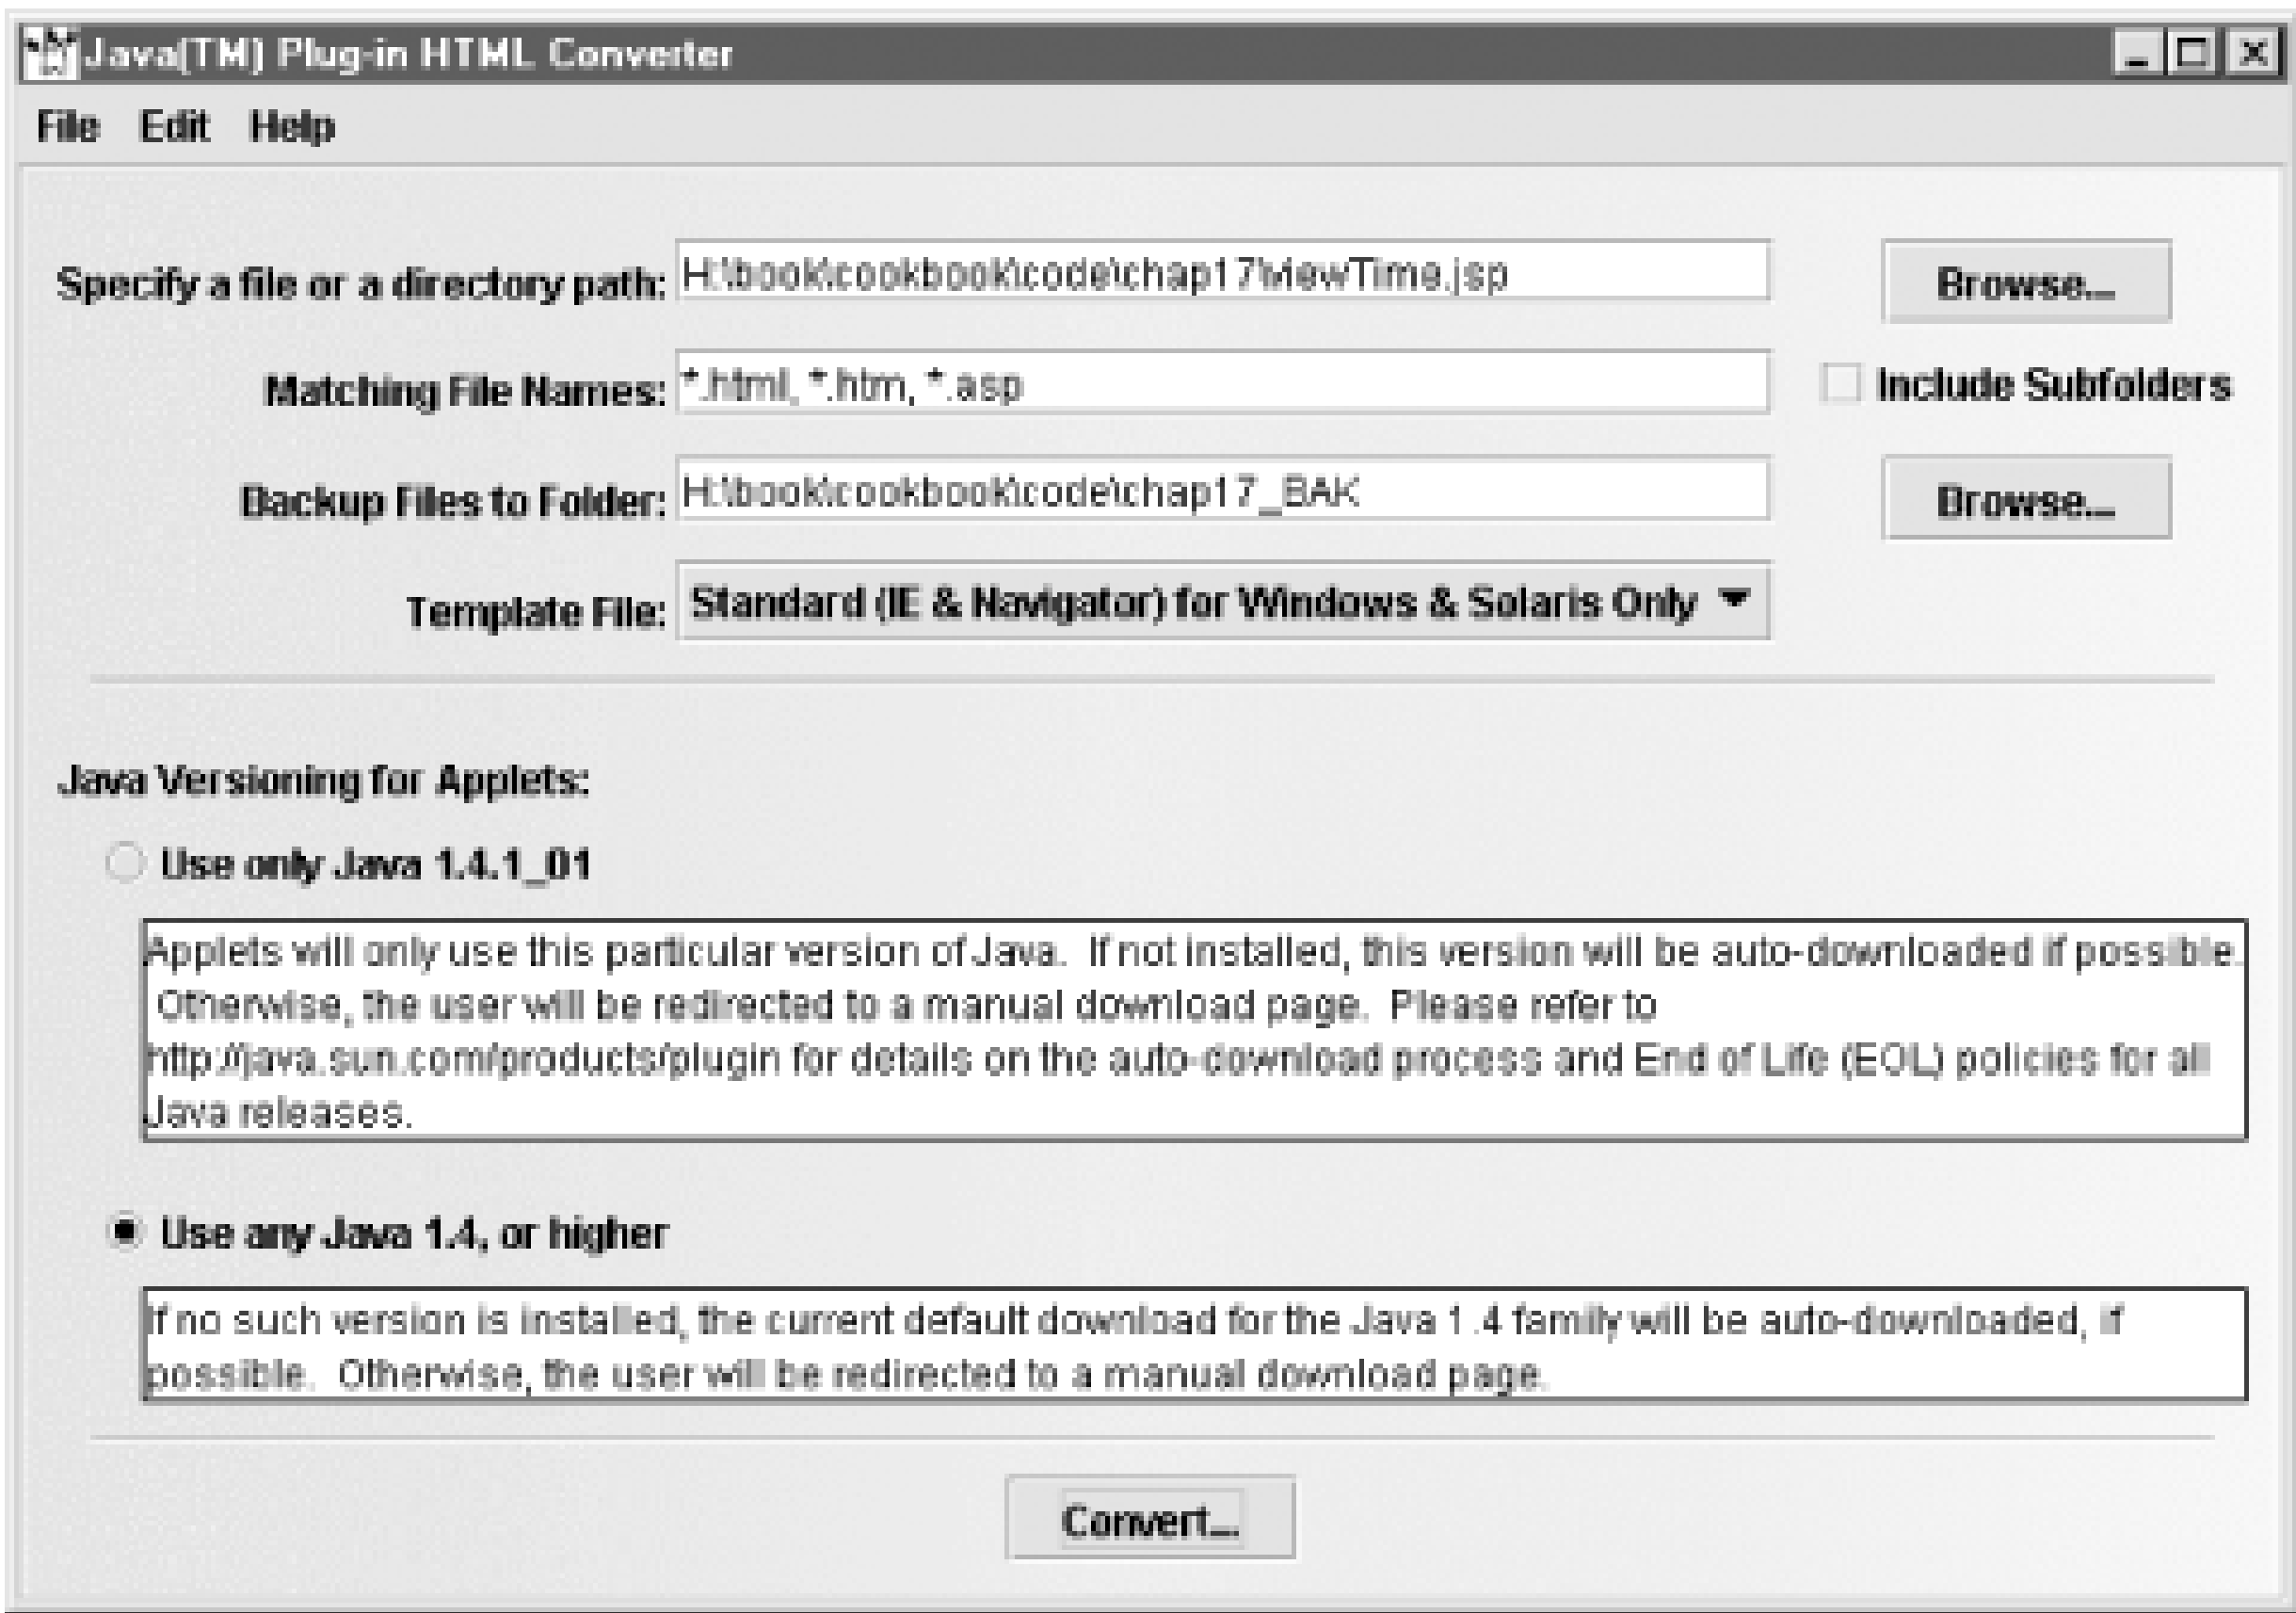 Java(TM) Plug-in HTML Converter
File Edit Help
Specify a file or a directory path: H:\book\cookbook\code\chap17\viewTime.jsp Browse...
Matching File Names: *.html, *.htm, *.asp Include Subfolders
Backup Files to Folder: H:\book\cookbook\code\chap17_BAK Browse...
Template File: Standard (IE & Navigator) for Windows & Solaris Only
Java Versioning for Applets:
Use only Java 1.4.1_01
Applets will only use this particular version of Java. If not installed, this version will be auto-downloaded if possible.
Otherwise, the user will be redirected to a manual download page. Please refer to
http://java.sun.com/products/plugin for details on the auto-download process and End of Life (EOL) policies for all
Java releases.
Use any Java 1.4, or higher
If no such version is installed, the current default download for the Java 1.4 family will be auto-downloaded, if
possible. Otherwise, the user will be redirected to a manual download page.
Convert...